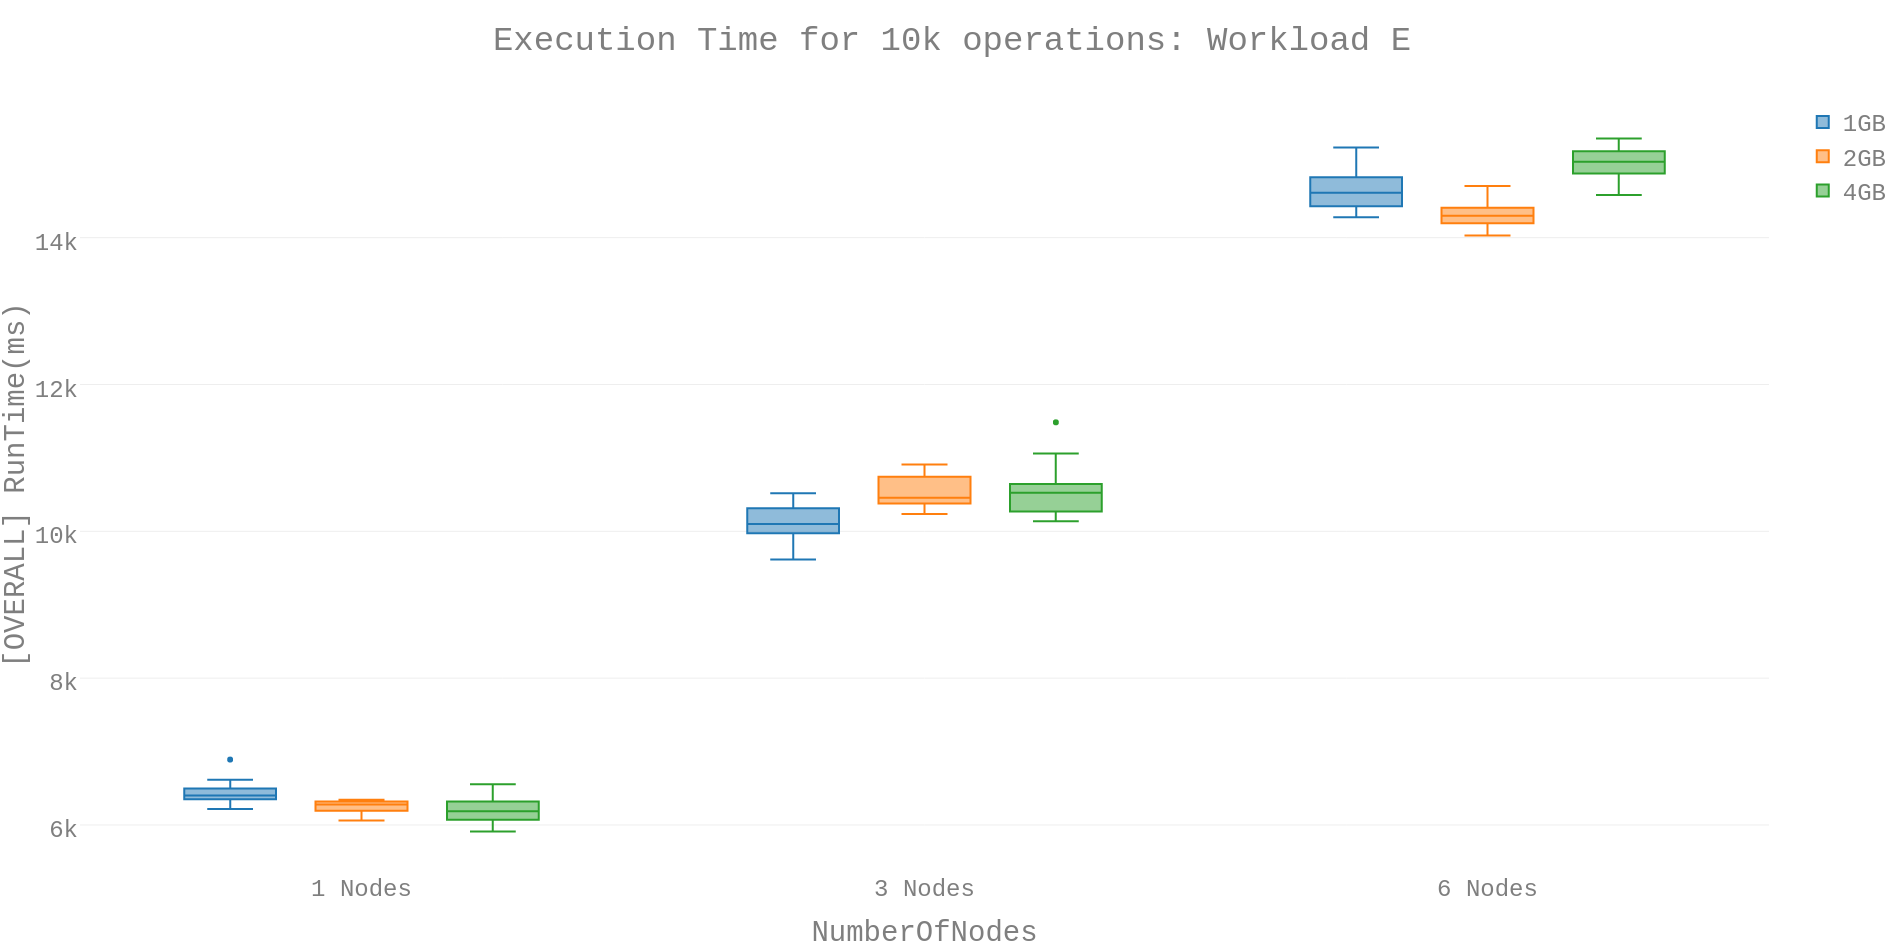 Execution Time for 10k operations: Workload E
1GB
2GB
4GB
[OVERALL] RunTime(ms)
14k
12k
10k
8k
6k
1 Nodes
3 Nodes
6 Nodes
NumberOfNodes